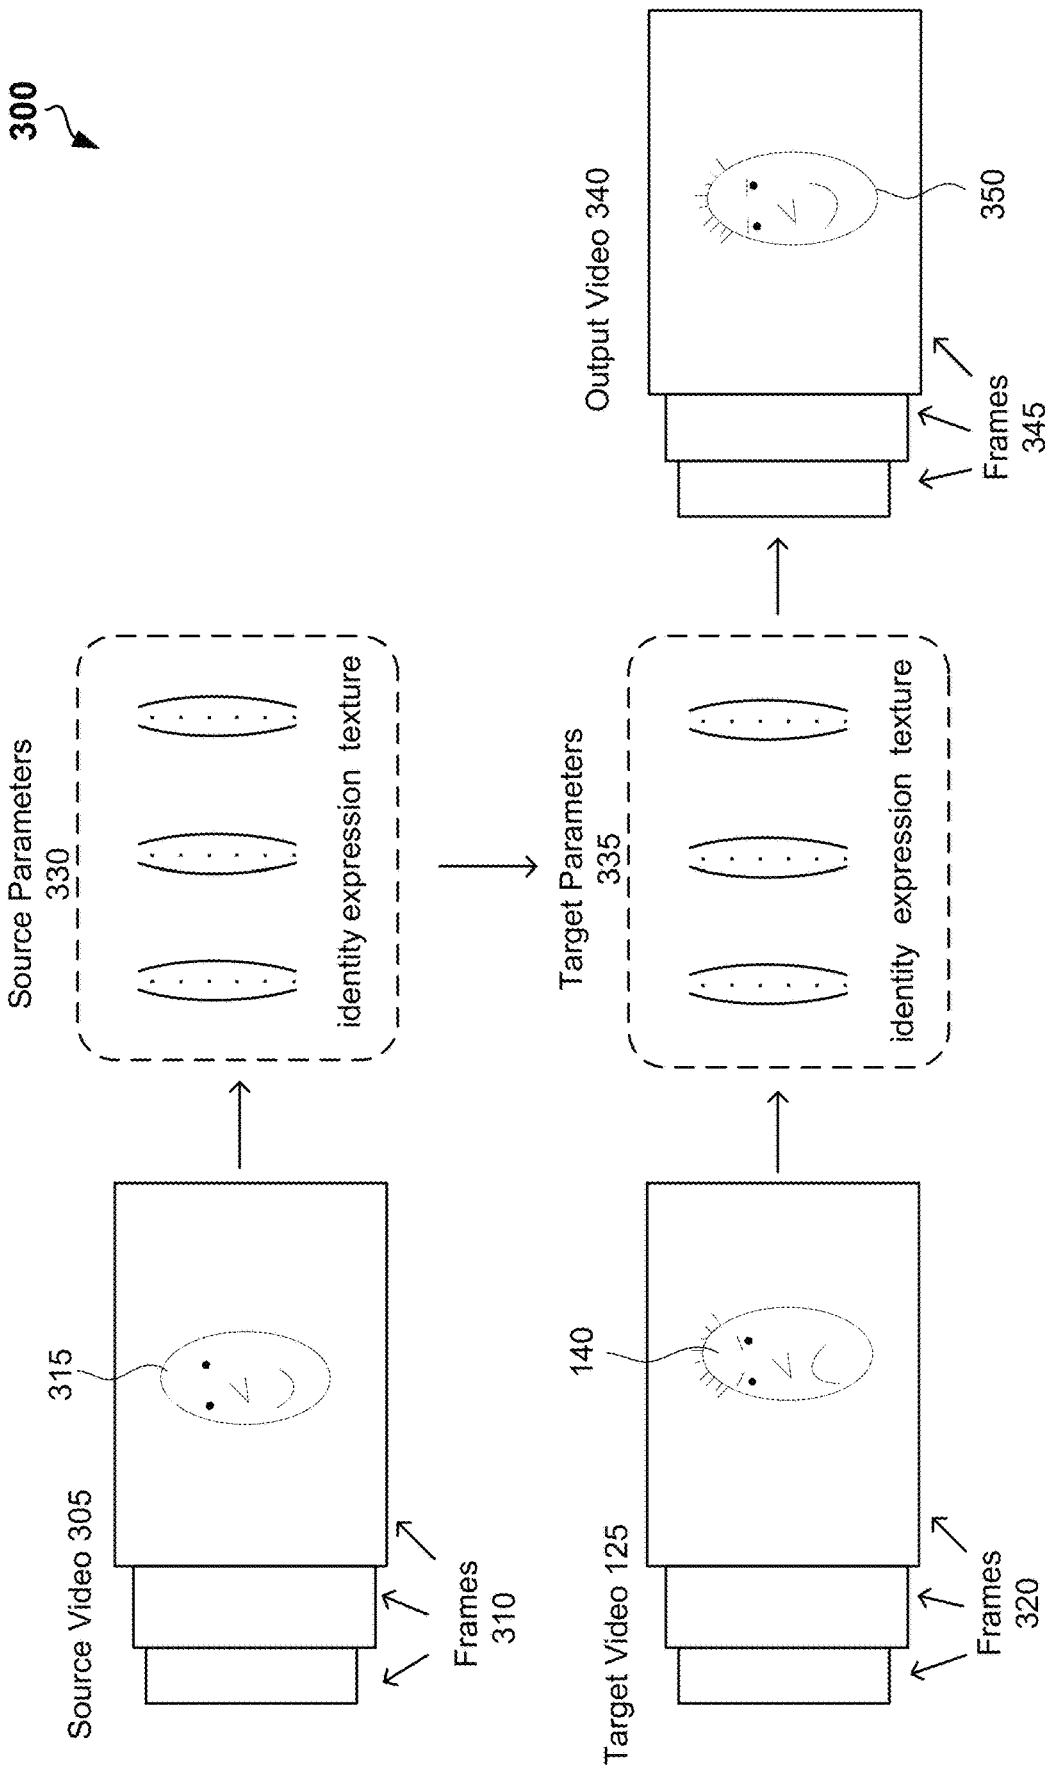 300
Source Video 305
Frames
310
315
Source Parameters
330
identity expression texture
Target Video 125
Frames
320
140
Target Parameters
335
identity expression texture
Output Video 340
Frames
345
350